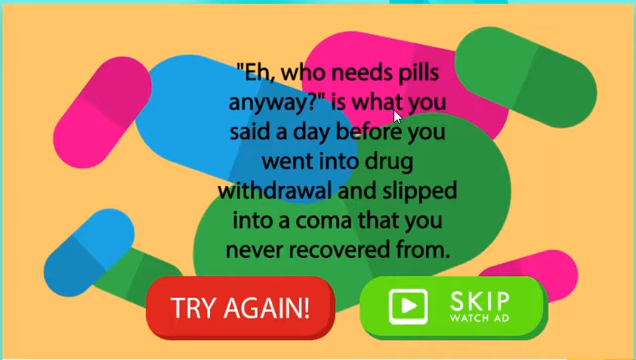 "Eh, who needs pills
anyway?" is what you
said a day before you
went into drug
withdrawal and slipped
into a coma that you
never recovered from.
TRY AGAIN!
SKIP
WATCH AD